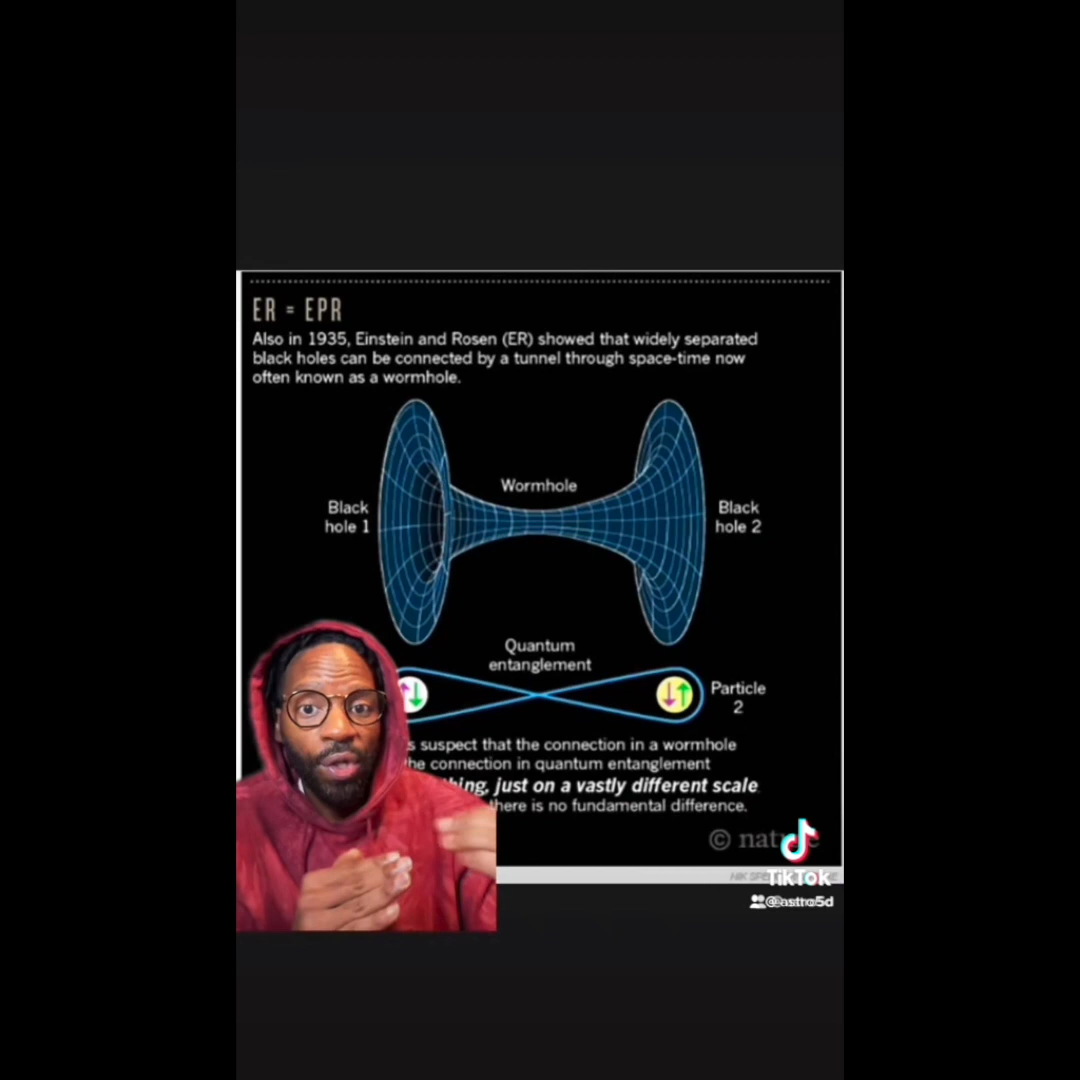 ER = EPR
Also in 1935, Einstein and Rosen (ER) showed that widely separated
black holes can be connected by a tunnel through space-time now
often known as a wormhole.
Wormhole
Black
hole 1
Black
hole 2
Quantum
entanglement
Particle
2
s suspect that the connection in a wormhole
he connection in quantum entanglement
hing, just on a vastly different scale
there is no fundamental difference.
© nat
TikTok
@astro5d